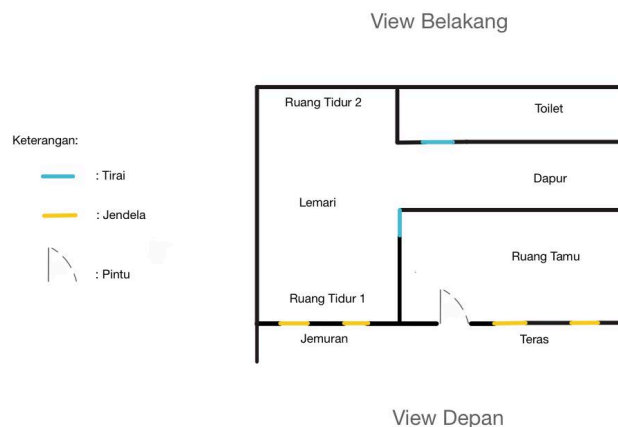 View Belakang
Ruang Tidur 2
Toilet
Keterangan:
: Tirai
Dapur
Lemari
: Jendela
Ruang Tamu
: Pintu
Ruang Tidur 1
Jemuran
Teras
View Depan